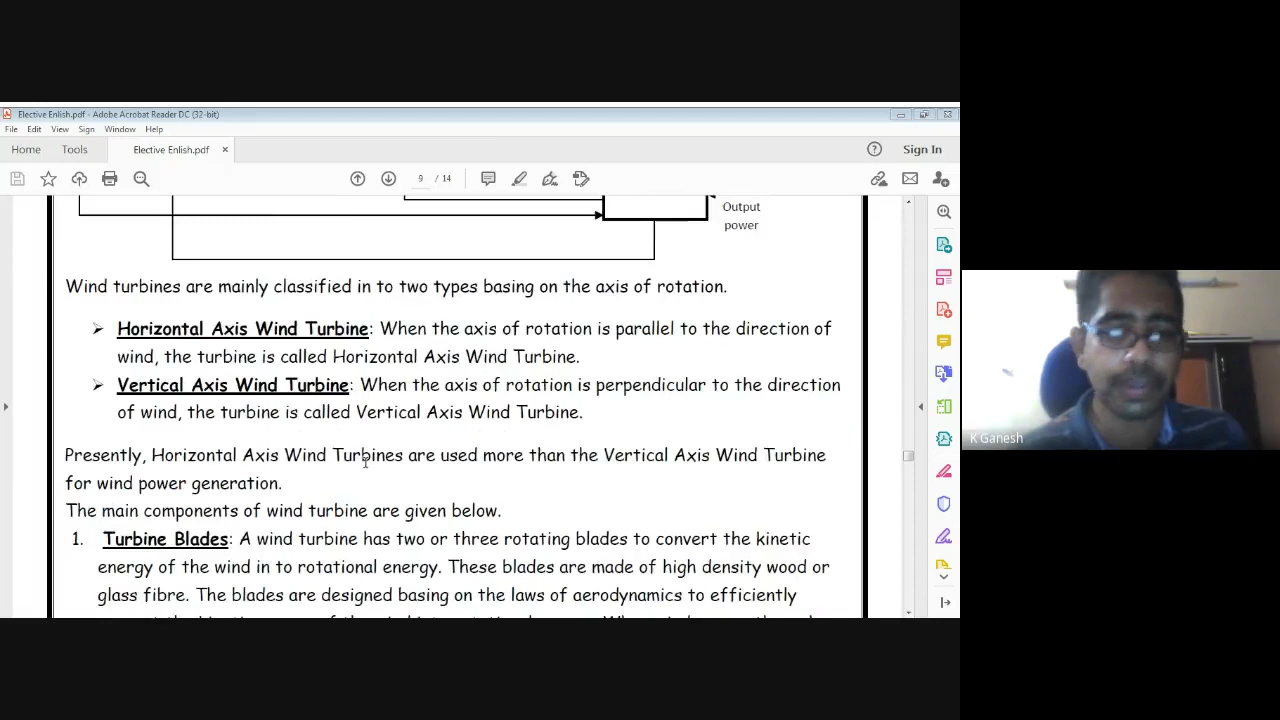 Elective Enlish.pdf - Adobe Acrobat Reader DC (32-bit)
File Edit View Sign Window Help
Home Tools Elective Enlish.pdf × Sign In
9 / 14
Output
power
Wind turbines are mainly classified in to two types basing on the axis of rotation.
➢ Horizontal Axis Wind Turbine: When the axis of rotation is parallel to the direction of
wind, the turbine is called Horizontal Axis Wind Turbine.
➢ Vertical Axis Wind Turbine: When the axis of rotation is perpendicular to the direction
of wind, the turbine is called Vertical Axis Wind Turbine.
Presently, Horizontal Axis Wind Turbines are used more than the Vertical Axis Wind Turbine
for wind power generation.
The main components of wind turbine are given below.
1. Turbine Blades: A wind turbine has two or three rotating blades to convert the kinetic
energy of the wind in to rotational energy. These blades are made of high density wood or
glass fibre. The blades are designed basing on the laws of aerodynamics to efficiently
K Ganesh